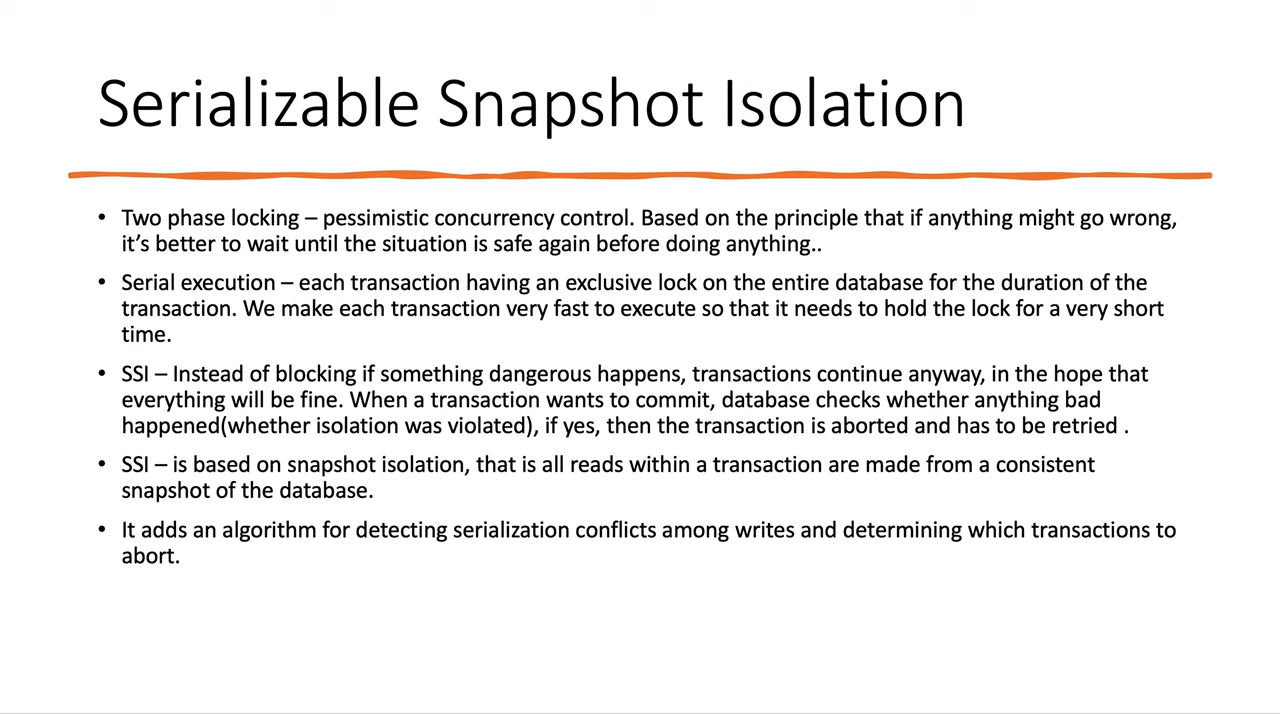 Serializable Snapshot Isolation
• Two phase locking – pessimistic concurrency control. Based on the principle that if anything might go wrong,
it’s better to wait until the situation is safe again before doing anything..
• Serial execution – each transaction having an exclusive lock on the entire database for the duration of the
transaction. We make each transaction very fast to execute so that it needs to hold the lock for a very short
time.
• SSI – Instead of blocking if something dangerous happens, transactions continue anyway, in the hope that
everything will be fine. When a transaction wants to commit, database checks whether anything bad
happened(whether isolation was violated), if yes, then the transaction is aborted and has to be retried .
• SSI – is based on snapshot isolation, that is all reads within a transaction are made from a consistent
snapshot of the database.
• It adds an algorithm for detecting serialization conflicts among writes and determining which transactions to
abort.